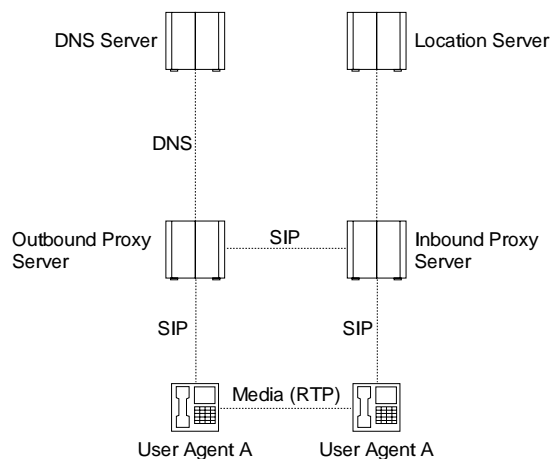 DNS Server
Location Server
DNS
Outbound Proxy
Server
SIP
Inbound Proxy
Server
SIP
SIP
Media (RTP)
User Agent A
User Agent A